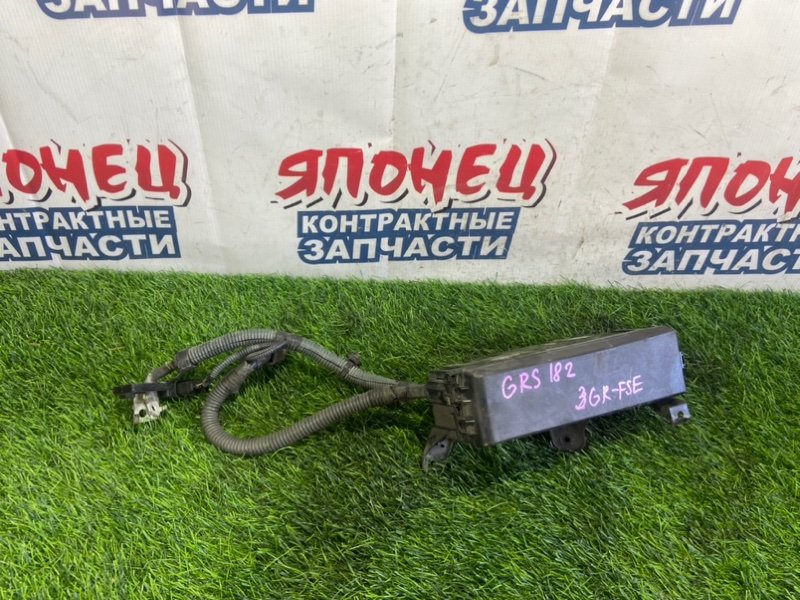 ЗАПЧАСТИ
ЗАПЧАСТИ
ЯПОНЕЦ
КОНТРАКТНЫЕ
ЗАПЧАСТИ
ЯПОНЕЦ
КОНТРАКТНЫЕ
ЗАПЧАСТИ
ЯПОНЕЦ
КОНТРАКТНЫЕ
ЗАПЧАСТИ
GRS 182
3GR-FSE